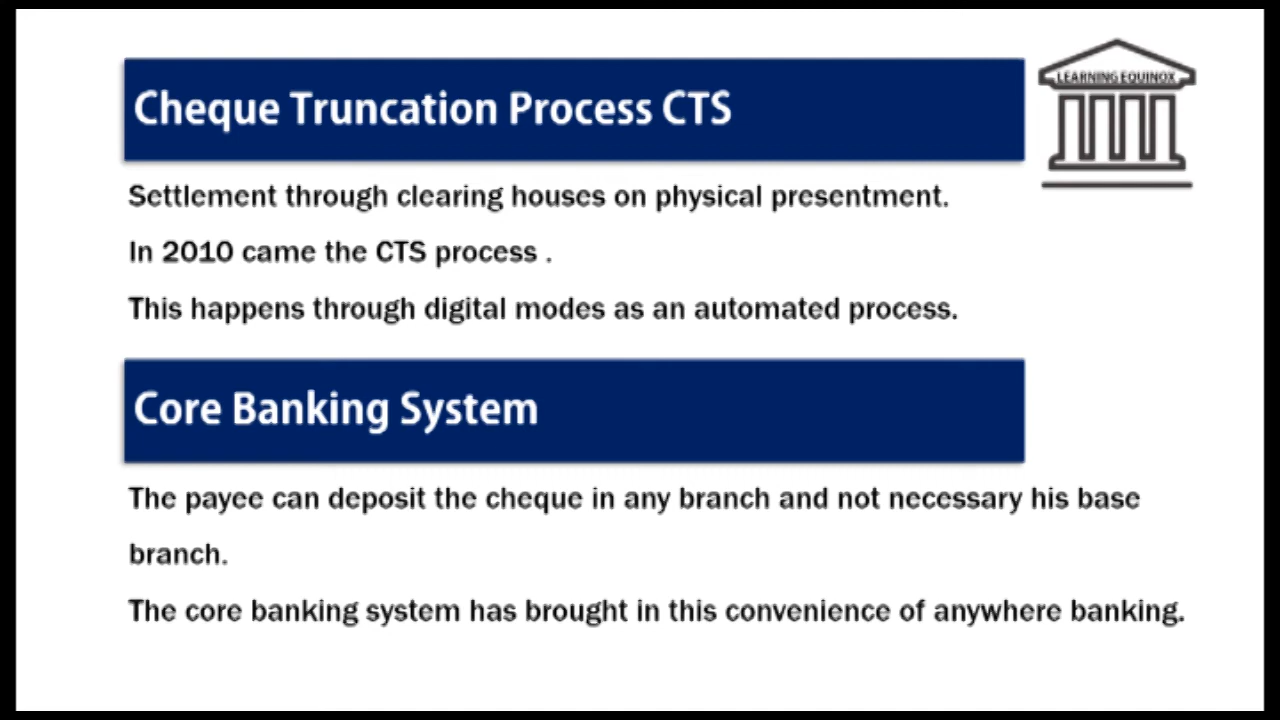 LEARNING EQUINOX
Cheque Truncation Process CTS
Settlement through clearing houses on physical presentment.
In 2010 came the CTS process .
This happens through digital modes as an automated process.
Core Banking System
The payee can deposit the cheque in any branch and not necessary his base
branch.
The core banking system has brought in this convenience of anywhere banking.